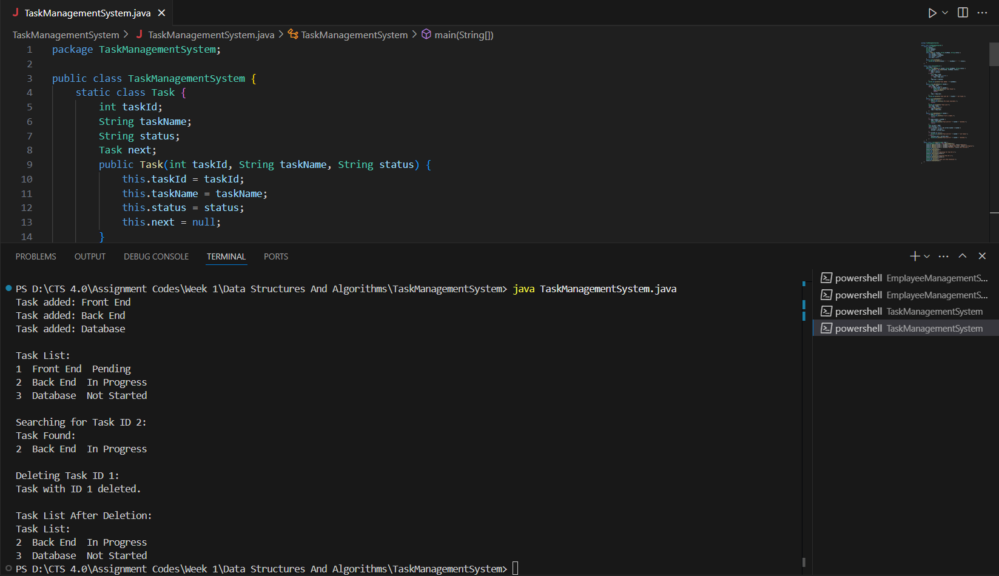 TaskManagementSystem.java
TaskManagementSystem > TaskManagementSystem.java > TaskManagementSystem > main(String[])
1 package TaskManagementSystem;
2
3 public class TaskManagementSystem {
4 static class Task {
5 int taskId;
6 String taskName;
7 String status;
8 Task next;
9 public Task(int taskId, String taskName, String status) {
10 this.taskId = taskId;
11 this.taskName = taskName;
12 this.status = status;
13 this.next = null;
14 }
PROBLEMS OUTPUT DEBUG CONSOLE TERMINAL PORTS
PS D:\CTS 4.0\Assignment Codes\Week 1\Data Structures And Algorithms\TaskManagementSystem> java TaskManagementSystem.java
Task added: Front End
Task added: Back End
Task added: Database
Task List:
1 Front End Pending
2 Back End In Progress
3 Database Not Started
Searching for Task ID 2:
Task Found:
2 Back End In Progress
Deleting Task ID 1:
Task with ID 1 deleted.
Task List After Deletion:
Task List:
2 Back End In Progress
3 Database Not Started
PS D:\CTS 4.0\Assignment Codes\Week 1\Data Structures And Algorithms\TaskManagementSystem>
powershell EmplayeeManagementS...
powershell EmplayeeManagementS...
powershell TaskManagementSystem
powershell TaskManagementSystem